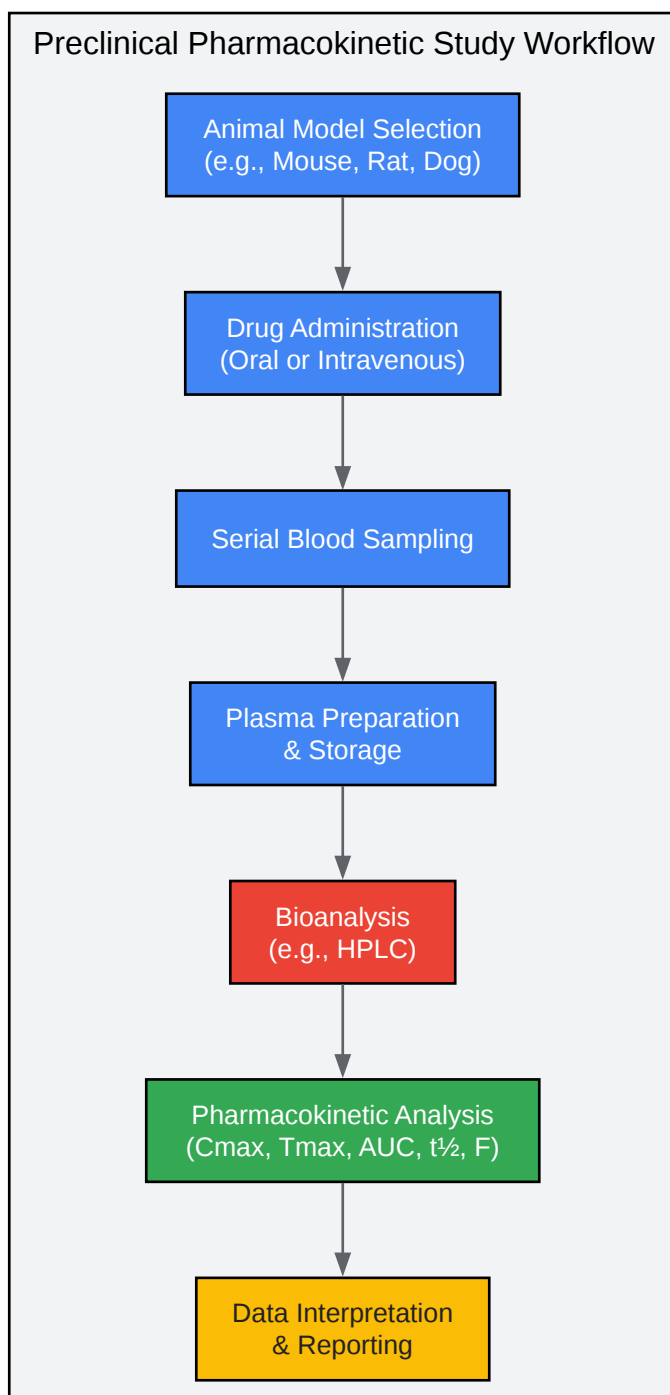 Preclinical Pharmacokinetic Study Workflow
Animal Model Selection
(e.g., Mouse, Rat, Dog)
Drug Administration
(Oral or Intravenous)
Serial Blood Sampling
Plasma Preparation
& Storage
Bioanalysis
(e.g., HPLC)
Pharmacokinetic Analysis
(Cmax, Tmax, AUC, t½, F)
Data Interpretation
& Reporting